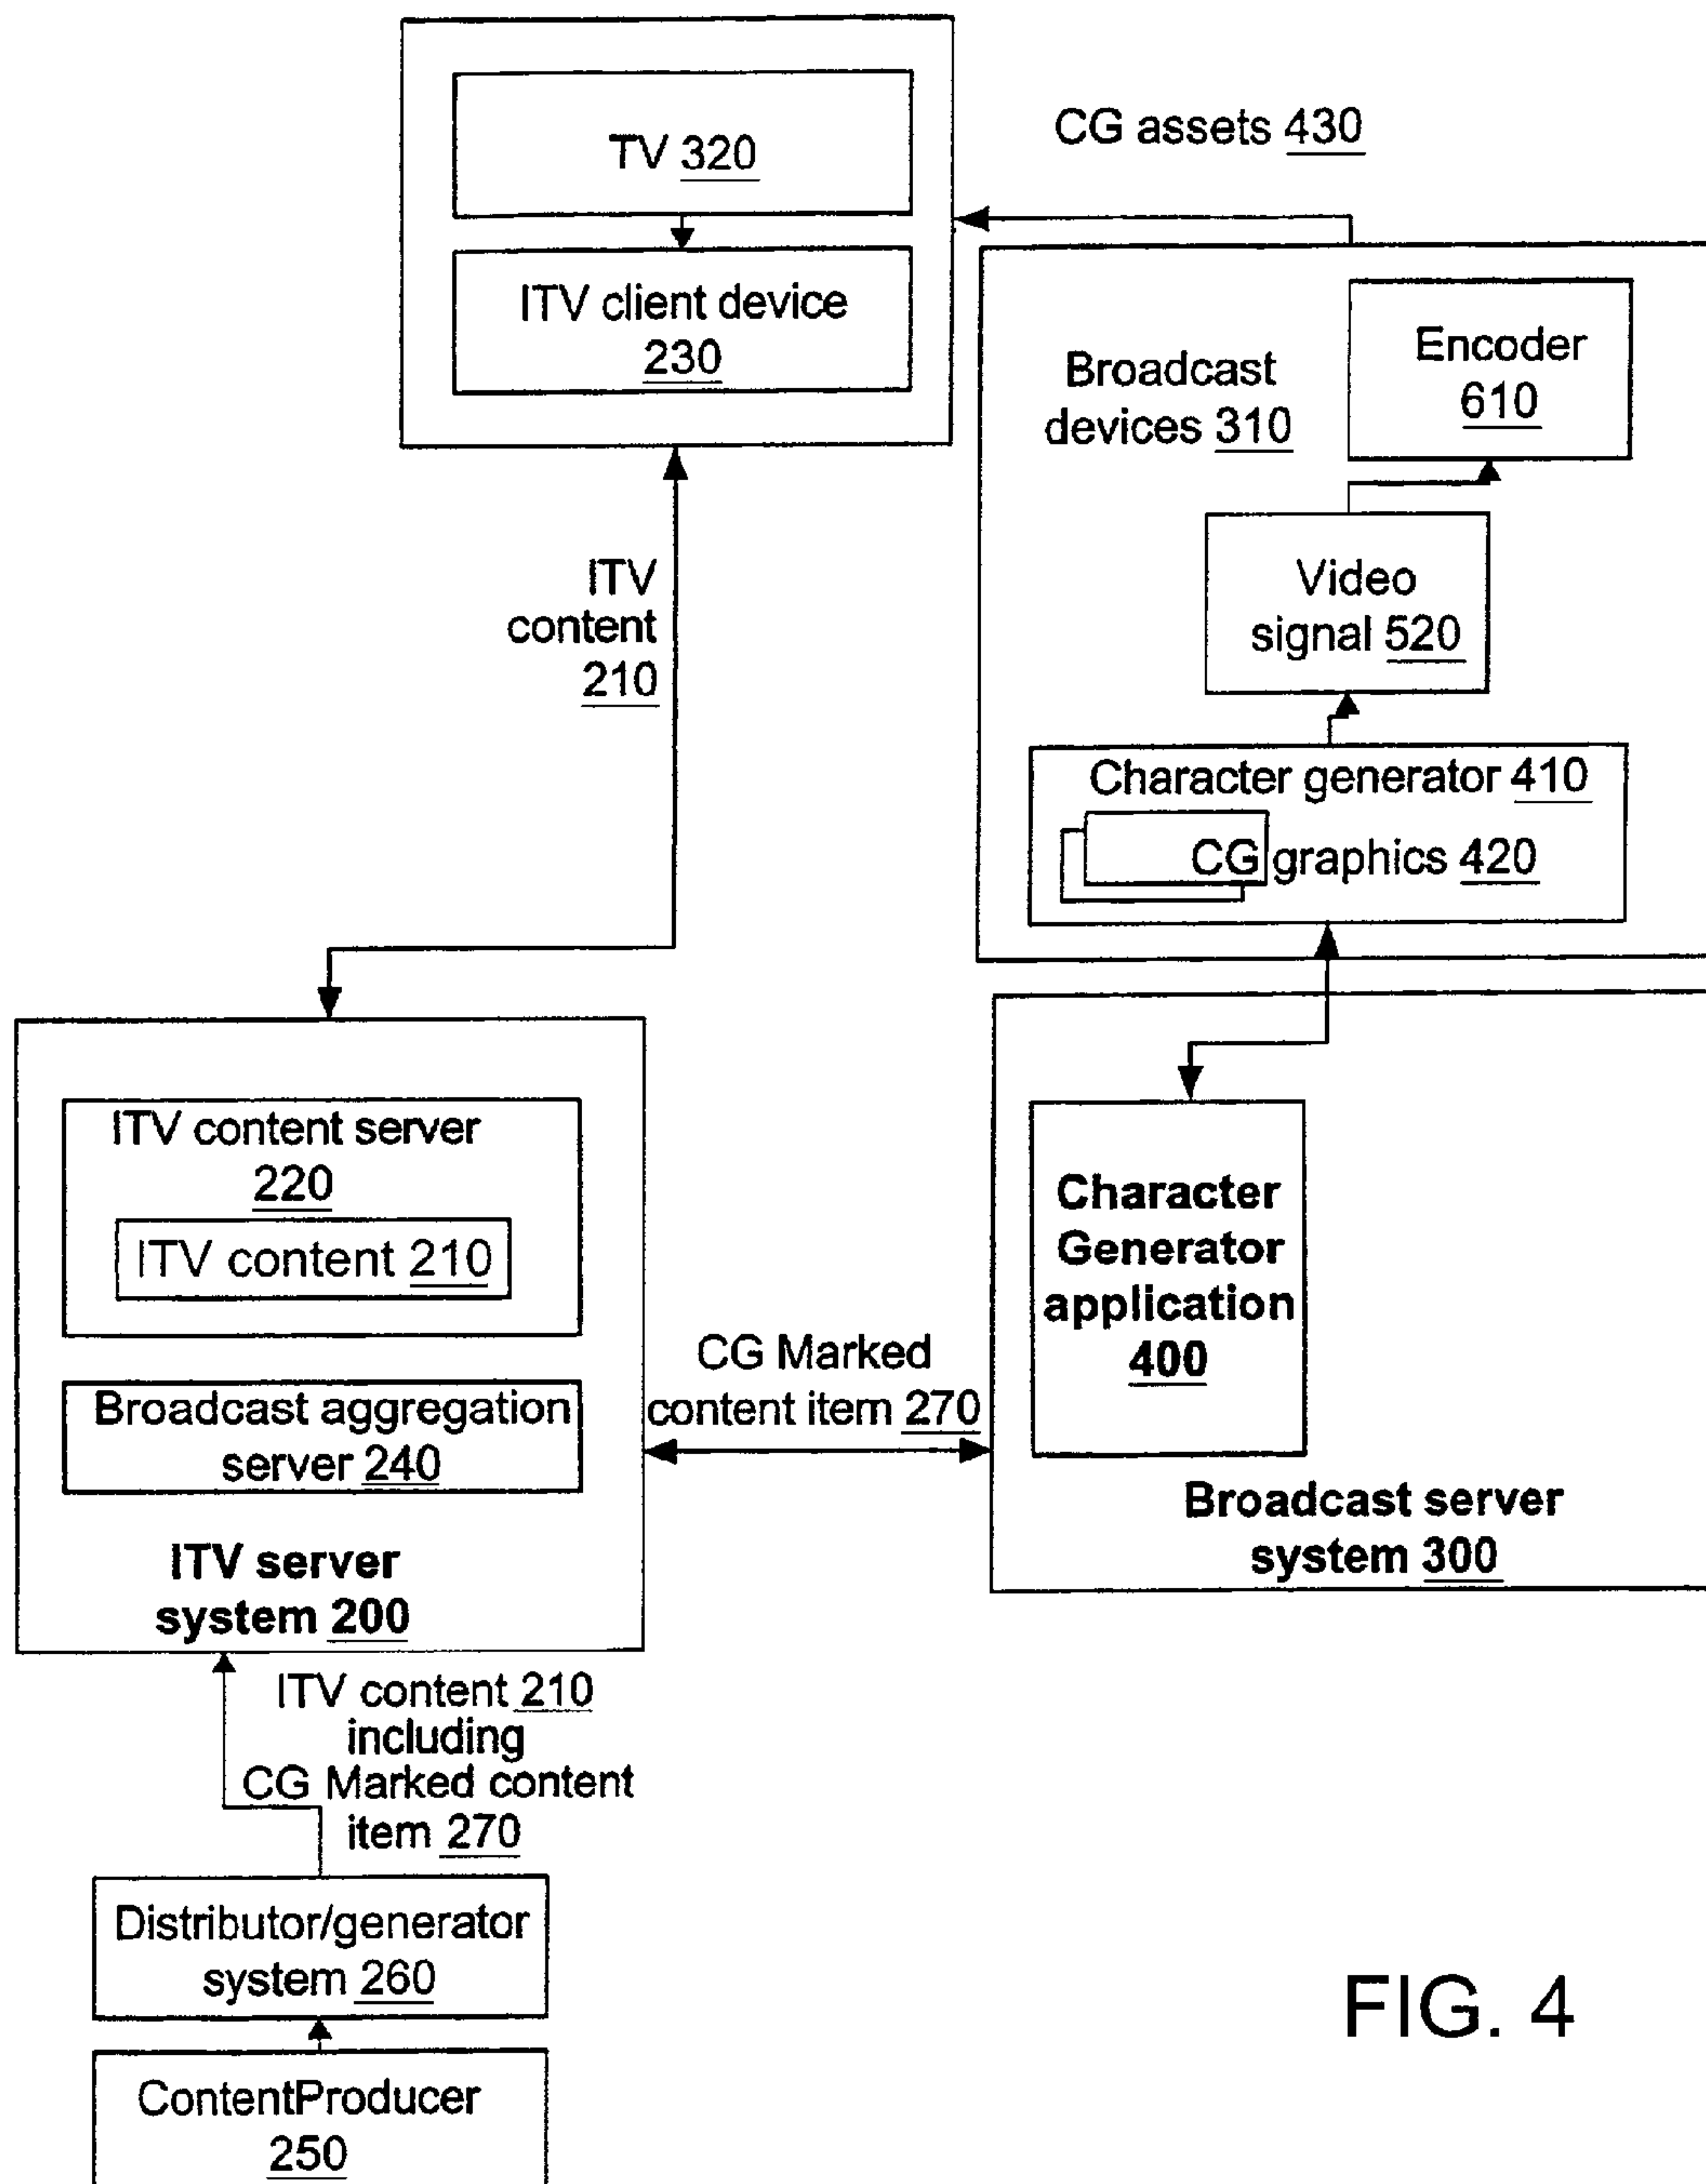 TV 320
CG assets 430
ITV client device
230
Broadcast
devices 310
Encoder
610
Video
signal 520
Character generator 410
CG graphics 420
ITV
content
210
ITV content server
220
ITV content 210
Broadcast aggregation
server 240
ITV server
system 200
CG Marked
content item 270
Character
Generator
application
400
Broadcast server
system 300
ITV content 210
including
CG Marked content
item 270
Distributor/generator
system 260
ContentProducer
250
FIG. 4